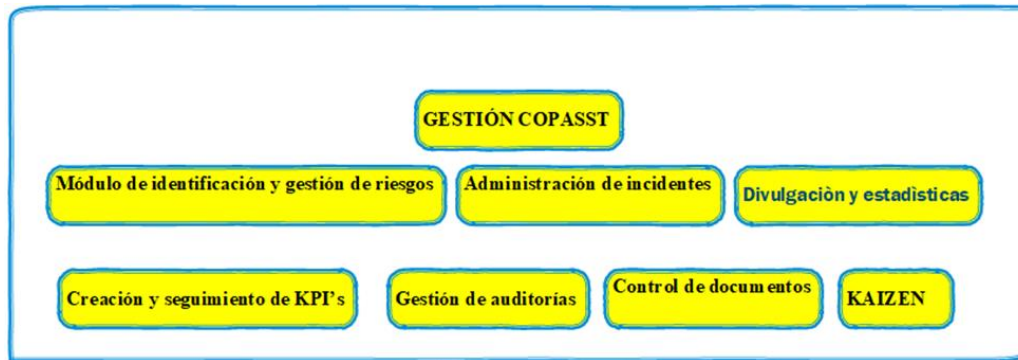 GESTIÓN COPASST
Módulo de identificación y gestión de riesgos
Administración de incidentes
Divulgaciòn y estadìsticas
Creación y seguimiento de KPI’s
Gestión de auditorías
Control de documentos
KAIZEN